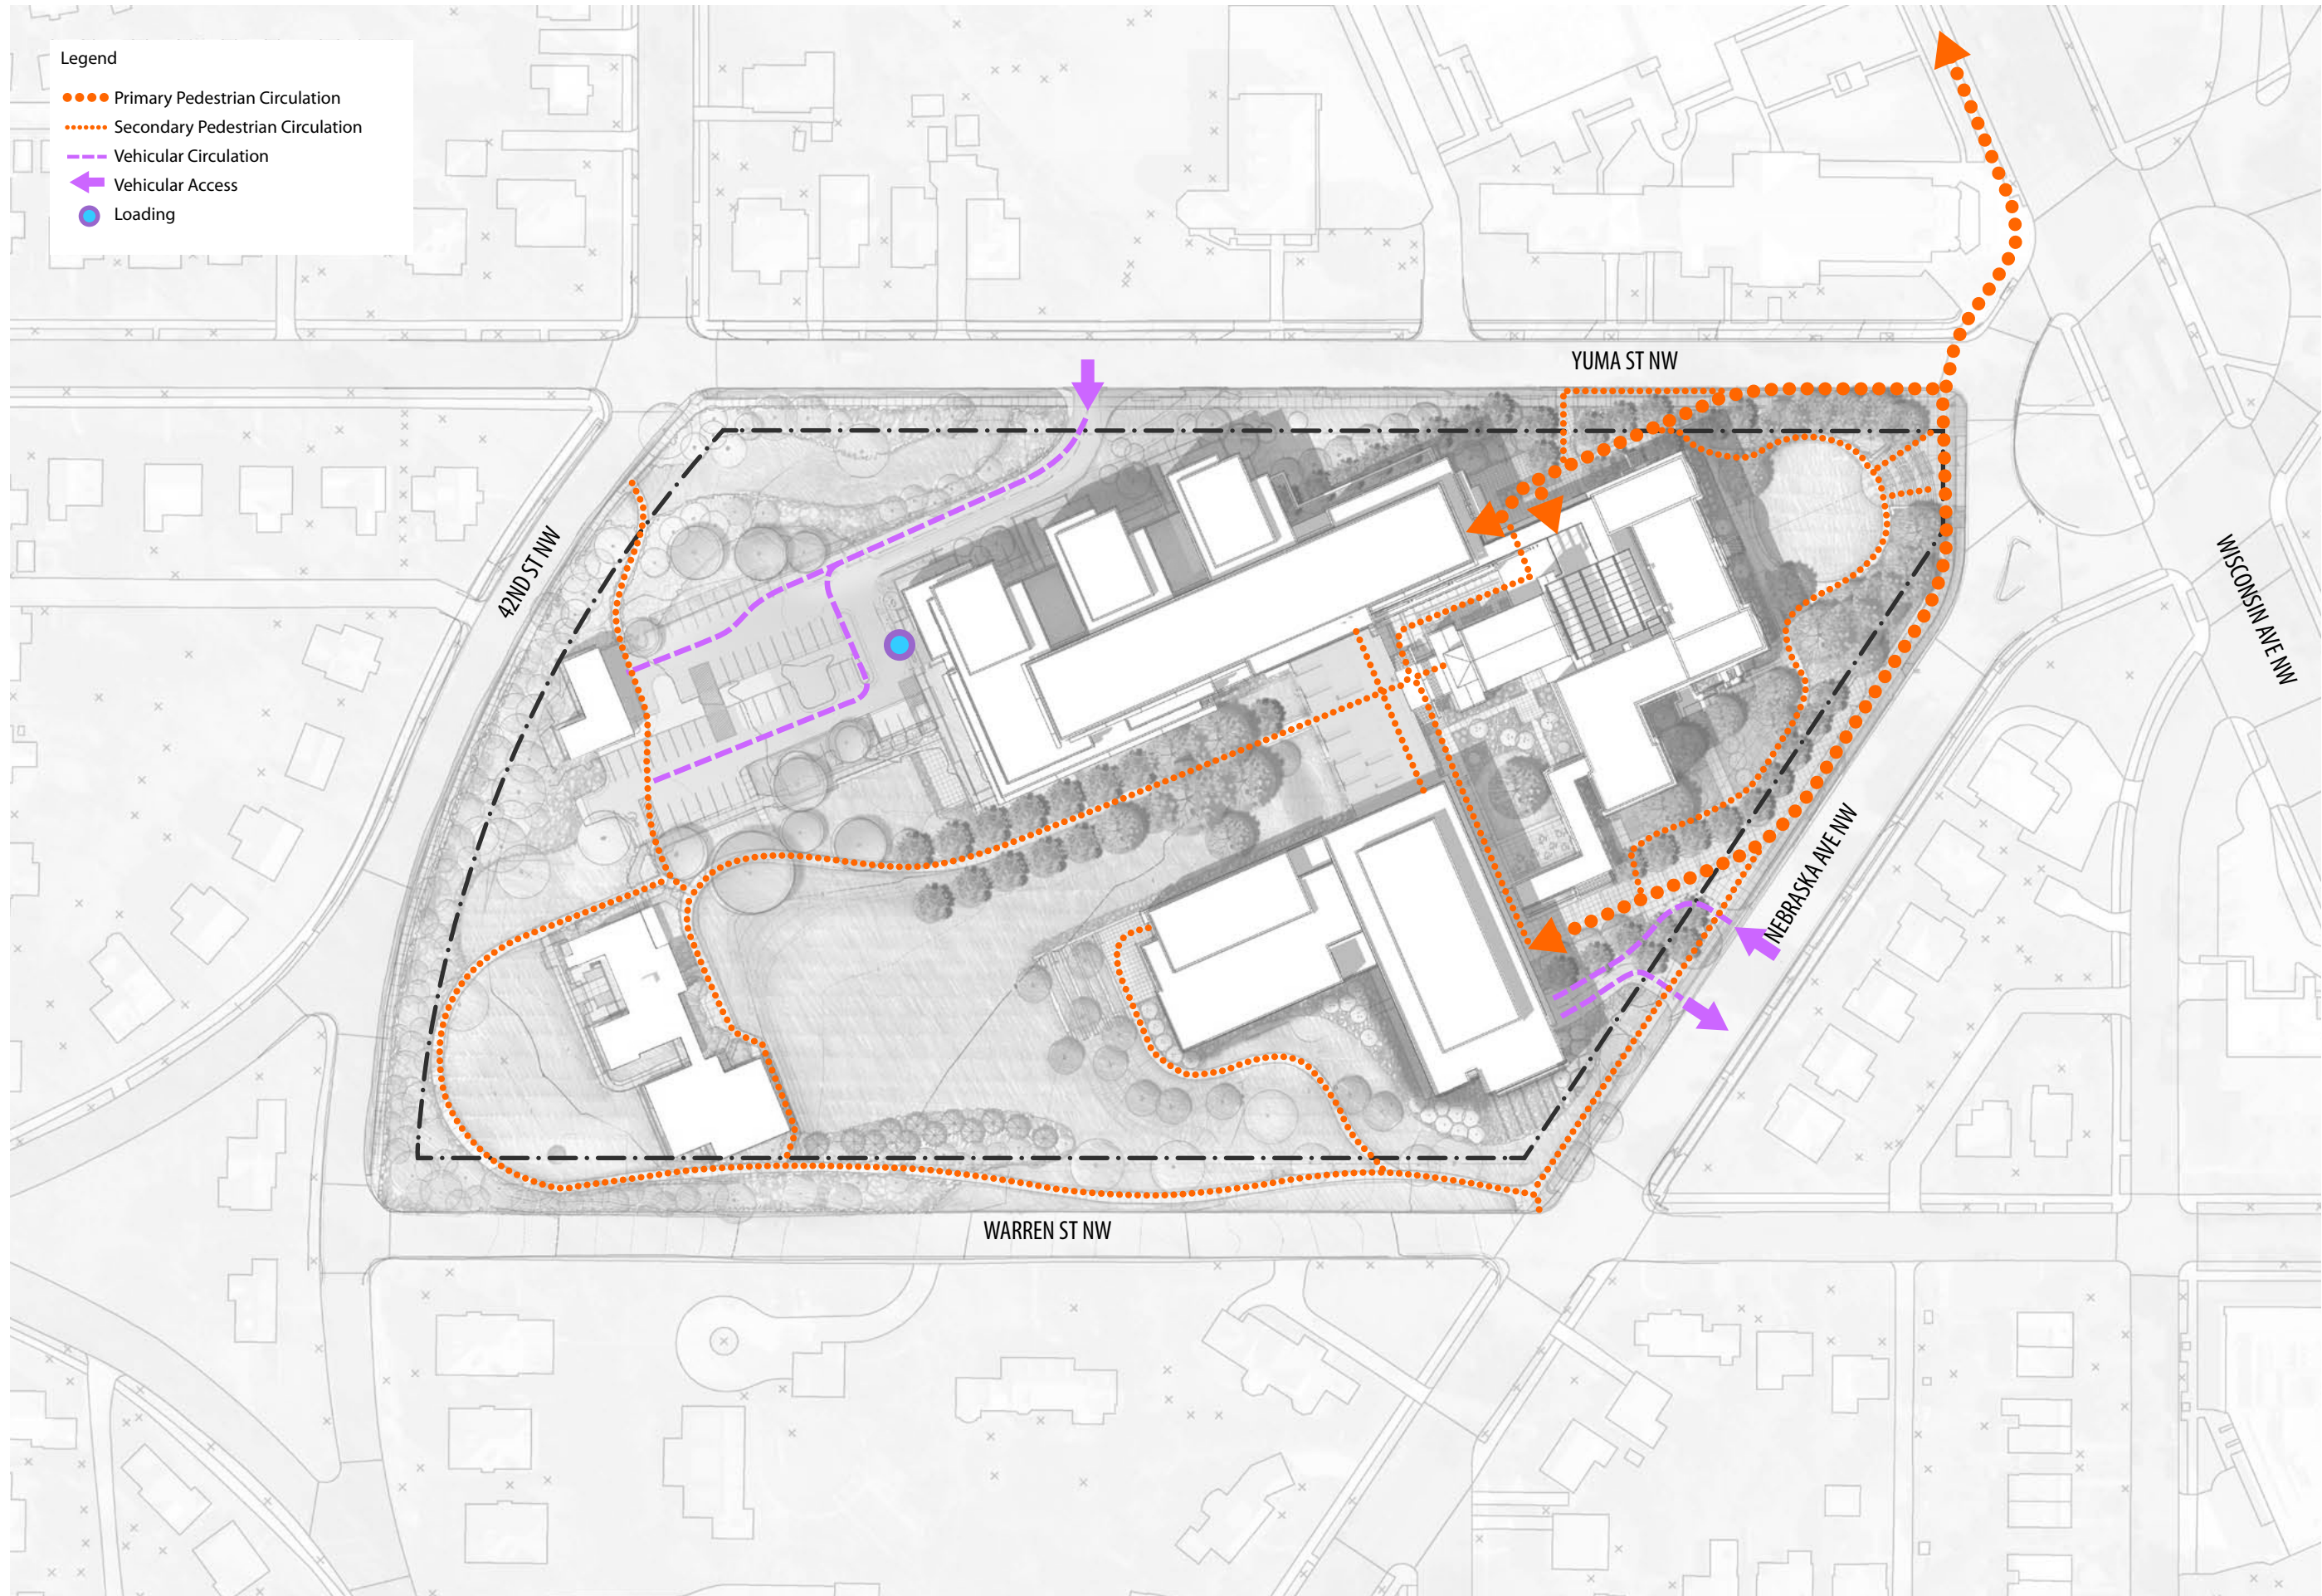 Legend
Primary Pedestrian Circulation
Secondary Pedestrian Circulation
Vehicular Circulation
Vehicular Access
Loading
YUMA ST NW
42ND ST NW
WISCONSIN AVE NW
NEBRASKA AVE NW
WARREN ST NW